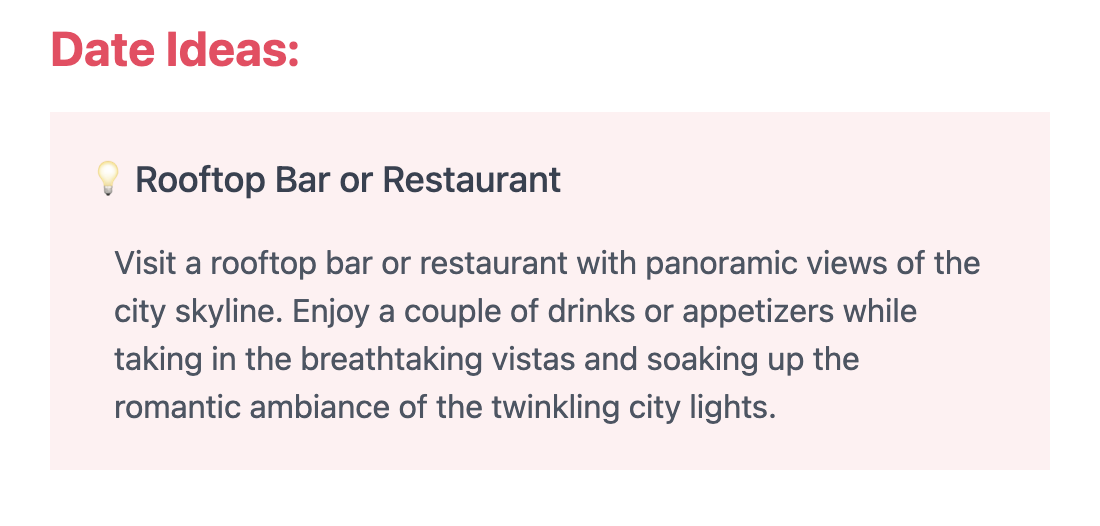 Date Ideas:
💡 Rooftop Bar or Restaurant
Visit a rooftop bar or restaurant with panoramic views of the
city skyline. Enjoy a couple of drinks or appetizers while
taking in the breathtaking vistas and soaking up the
romantic ambiance of the twinkling city lights.